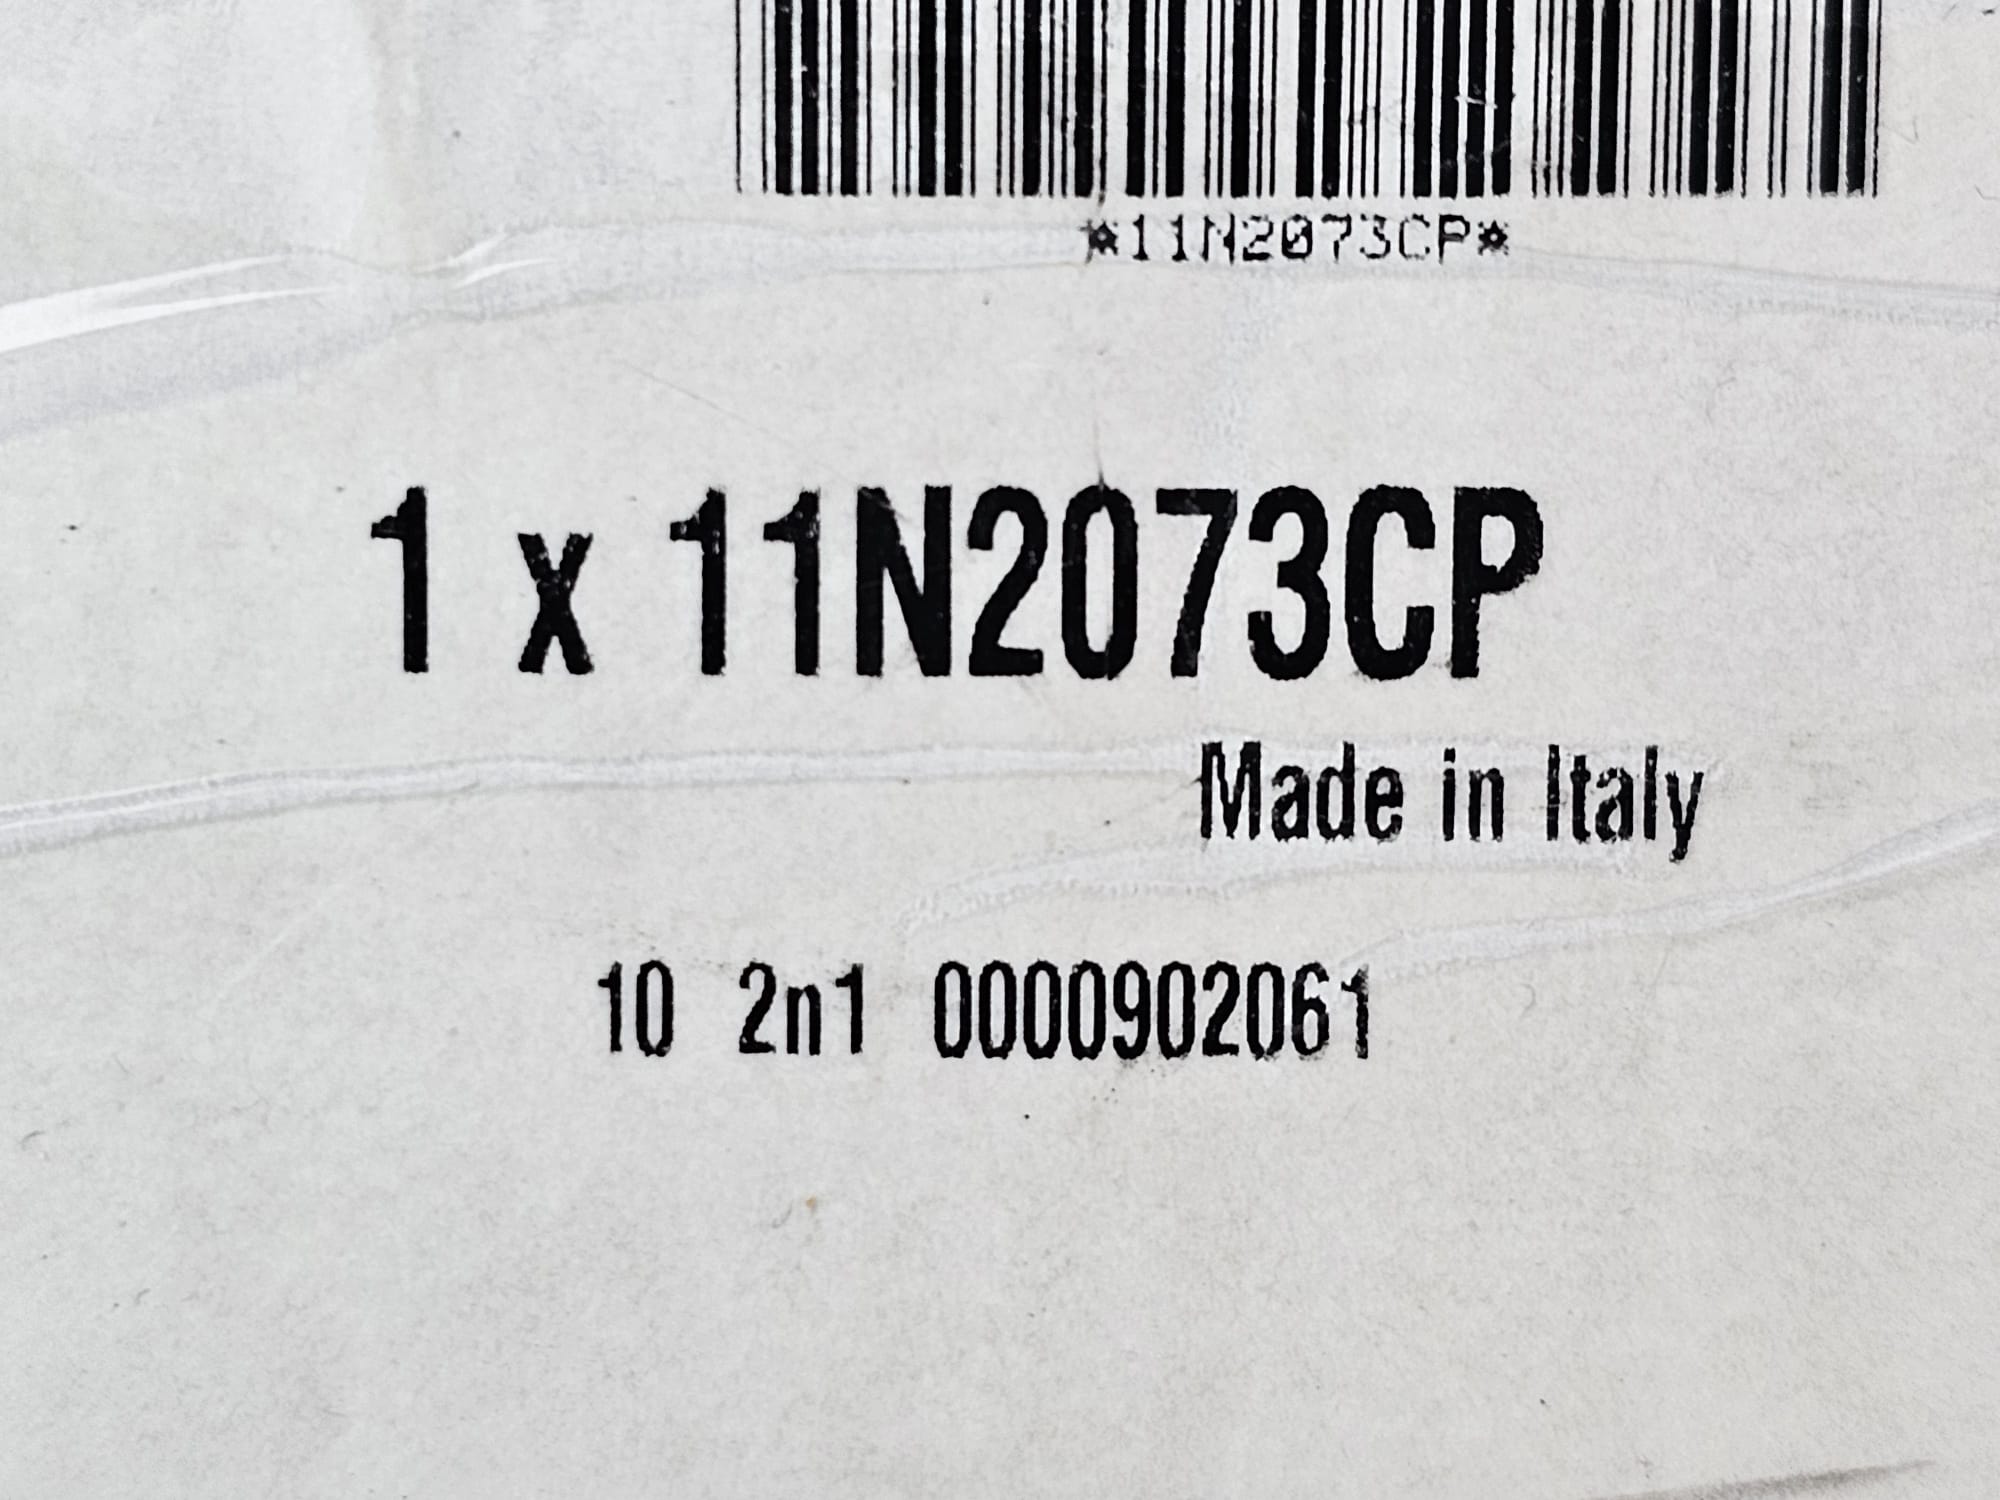 *11N2073CP*
1 x 11N2073CP
Made in Italy
10 2n1 0000902061